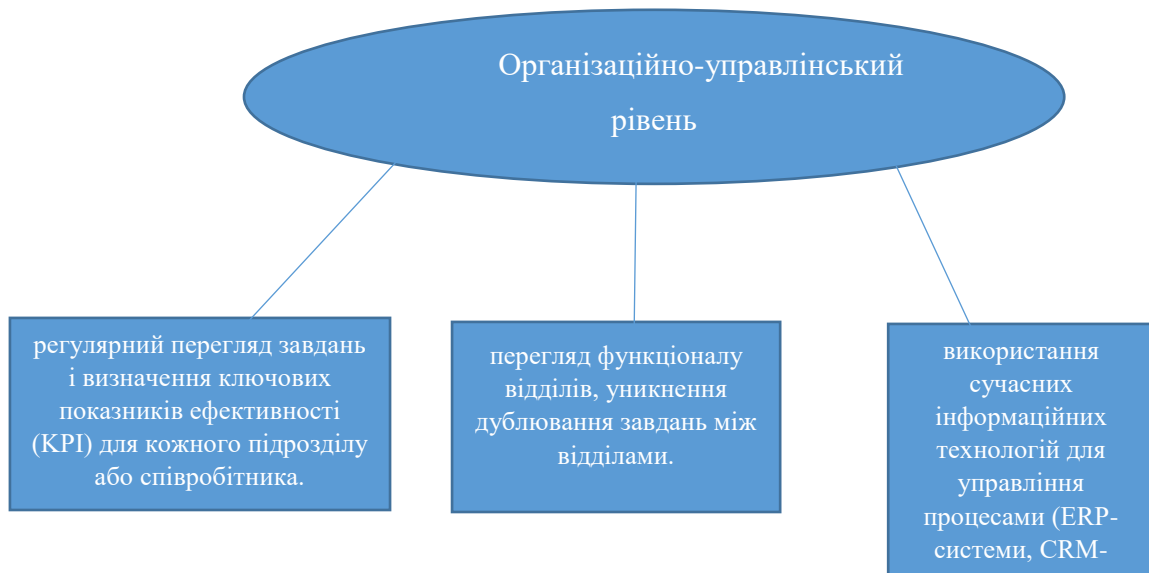 Організаційно-управлінський
рівень
регулярний перегляд завдань
і визначення ключових
показників ефективності
(KPI) для кожного підрозділу
або співробітника.
перегляд функціоналу
відділів, уникнення
дублювання завдань між
відділами.
використання
сучасних
інформаційних
технологій для
управління
процесами (ERP-
системи, CRM-